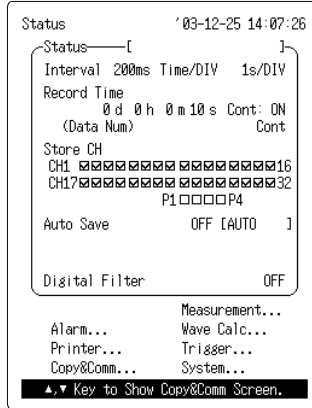 Status ´03-12-25 14:07:26
Status [ ]
Interval 200ms Time/DIV 1s/DIV
Record Time
0 d 0 h 0 m 10 s Cont: ON
(Data Num) Cont
Store CH
CH1 ☑☑☑☑☑☑☑☑☑☑☑☑☑☑☑☑16
CH17☑☑☑☑☑☑☑☑☑☑☑☑☑☑☑☑32
P1☐☐☐☐P4
Auto Save OFF [AUTO ]
Digital Filter OFF
Measurement...
Alarm... Wave Calc...
Printer... Trigger...
Copy&Comm... System...
▲,▼ Key to Show Copy&Comm Screen.